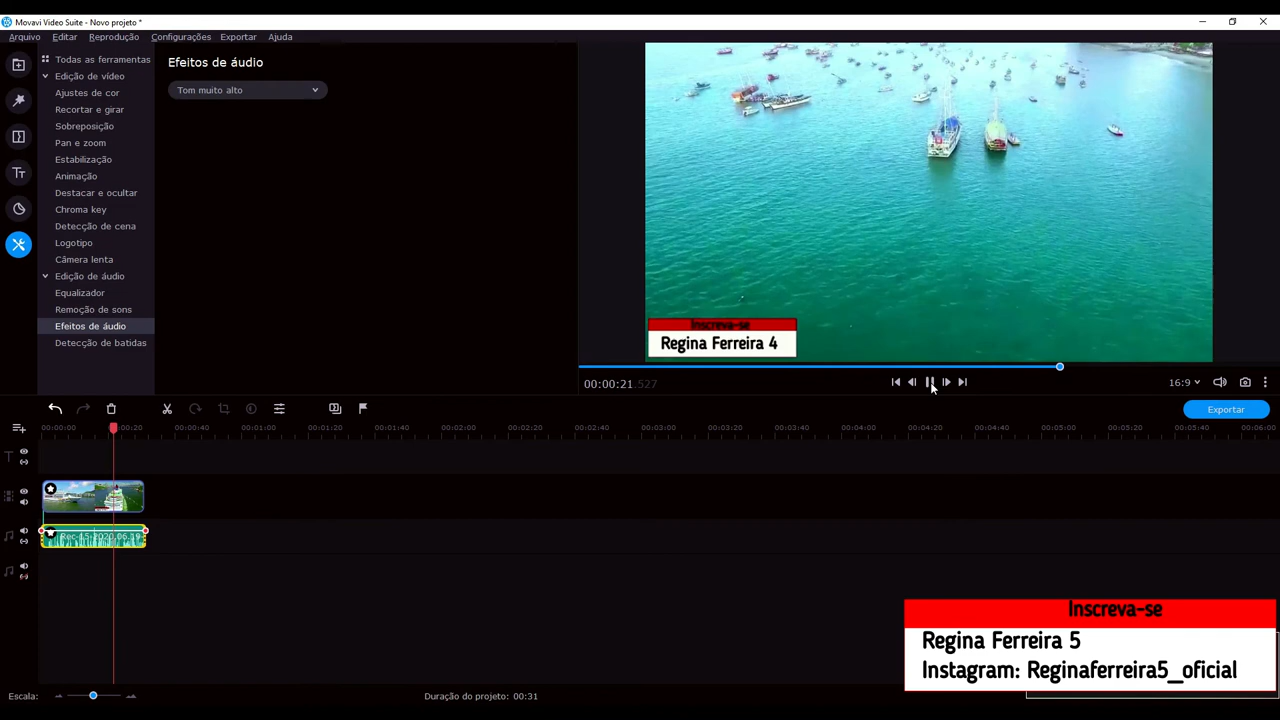 Movavi Video Suite - Novo projeto *
Arquivo Editar Reprodução Configurações Exportar Ajuda
Todas as ferramentas
Edição de vídeo
Ajustes de cor
Recortar e girar
Sobreposição
Pan e zoom
Estabilização
Animação
Destacar e ocultar
Chroma key
Detecção de cena
Logotipo
Câmera lenta
Edição de áudio
Equalizador
Remoção de sons
Efeitos de áudio
Detecção de batidas
Efeitos de áudio
Tom muito alto
Inscreva-se
Regina Ferreira 4
00:00:21.527
16:9
Exportar
00:00:00 00:20 00:00:40 00:01:00 00:01:20 00:01:40 00:02:00 00:02:20 00:02:40 00:03:00 00:03:20 00:03:40 00:04:00 00:04:20 00:04:40 00:05:00 00:05:20 00:05:40 00:06:00
Rec-15-2020.06.19
Inscreva-se
Regina Ferreira 5
Instagram: Reginaferreira5_oficial
Escala:
Duração do projeto: 00:31